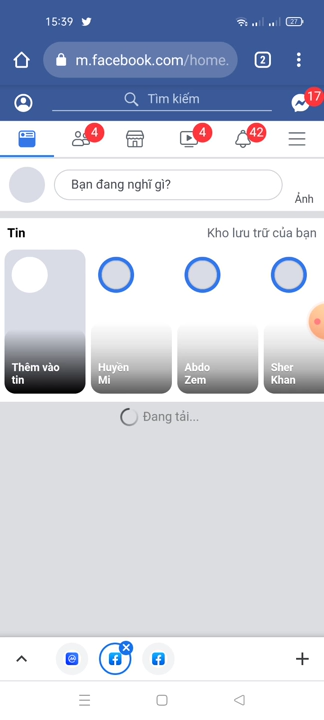 15:39
27
m.facebook.com/home.
2
Tìm kiếm
17
4
4
42
Bạn đang nghĩ gì?
Ảnh
Tin
Kho lưu trữ của bạn
Thêm vào
tin
Huyền
Mi
Abdo
Zem
Sher
Khan
Đang tải...